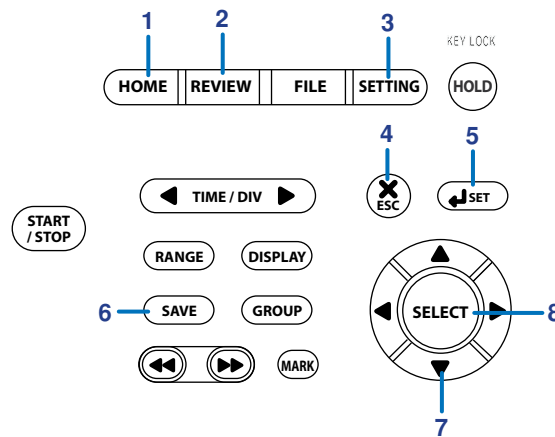 1
2
3
KEY LOCK
HOME
REVIEW
FILE
SETTING
HOLD
4
5
ESC
SET
TIME / DIV
START
/ STOP
RANGE
DISPLAY
6
SAVE
GROUP
SELECT
8
MARK
7